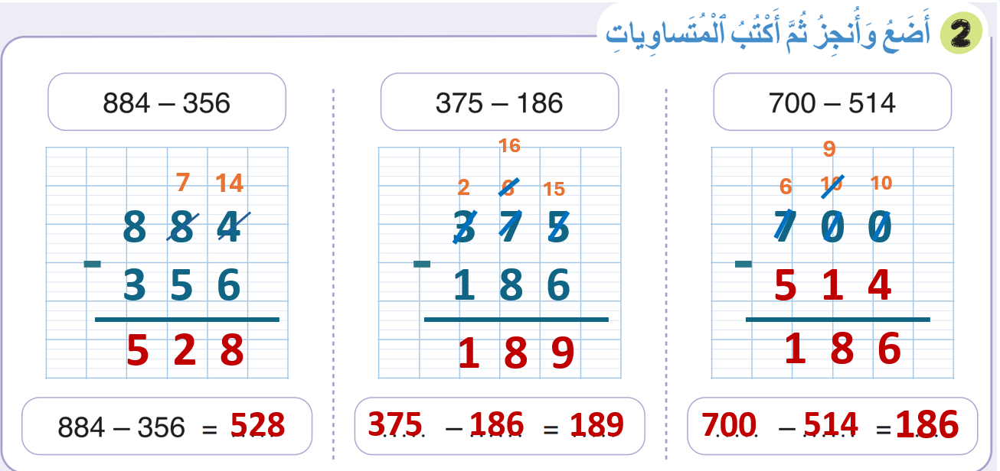 2 أَضَعُ وَأُنجِزُ ثُمَّ أَكْتُبُ ٱلْمُتَساوِياتِ
884 – 356
375 – 186
700 – 514
7 14
8 8 4
- 3 5 6
5 2 8
16
2 6 15
3 7 5
- 1 8 6
1 8 9
9
6 10 10
7 0 0
- 5 1 4
1 8 6
884 – 356 = 528
375 – 186 = 189
700 – 514 = 186